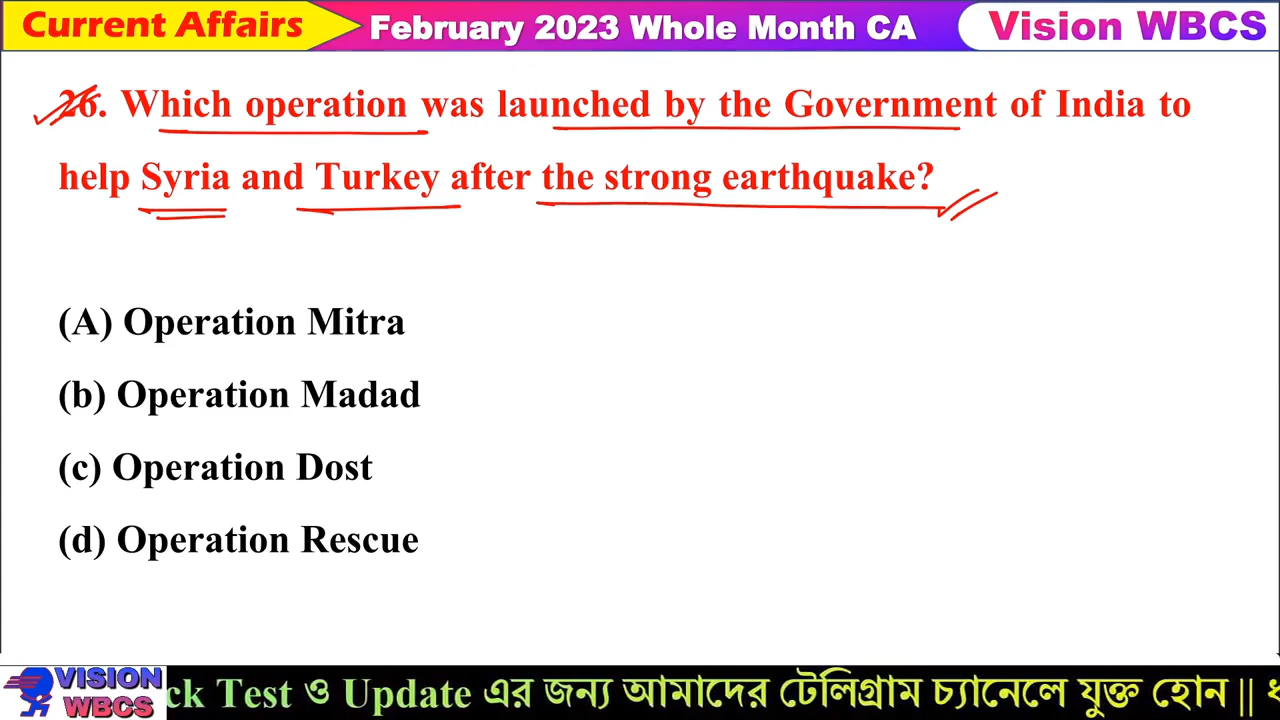 Current Affairs
February 2023 Whole Month CA
Vision WBCS
26. Which operation was launched by the Government of India to
help Syria and Turkey after the strong earthquake?
(A) Operation Mitra
(b) Operation Madad
(c) Operation Dost
(d) Operation Rescue
VISION
WBCS
ck Test ও Update এর জন্য আমাদের টেলিগ্রাম চ্যানেলে যুক্ত হোন ||